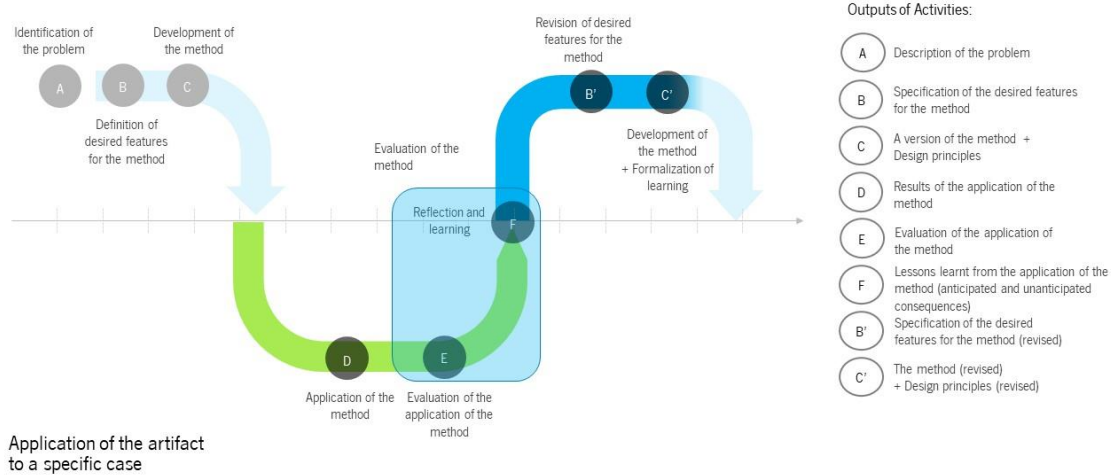 Identification of
the problem
A
Development of
the method
B
C
Definition of
desired features
for the method
Evaluation of the
method
Reflection and
learning
F
Revision of desired
features for the
method
B'
C'
Development of
the method
+ Formalization of
learning
D
Application of the
method
E
Evaluation of the
application of the
method
Application of the artifact
to a specific case
Outputs of Activities:
A
Description of the problem
B
Specification of the desired features
for the method
C
A version of the method +
Design principles
D
Results of the application of the
method
E
Evaluation of the application of
the method
F
Lessons learnt from the application of the
method (anticipated and unanticipated
consequences)
B'
Specification of the desired
features for the method (revised)
C'
The method (revised)
+ Design principles (revised)